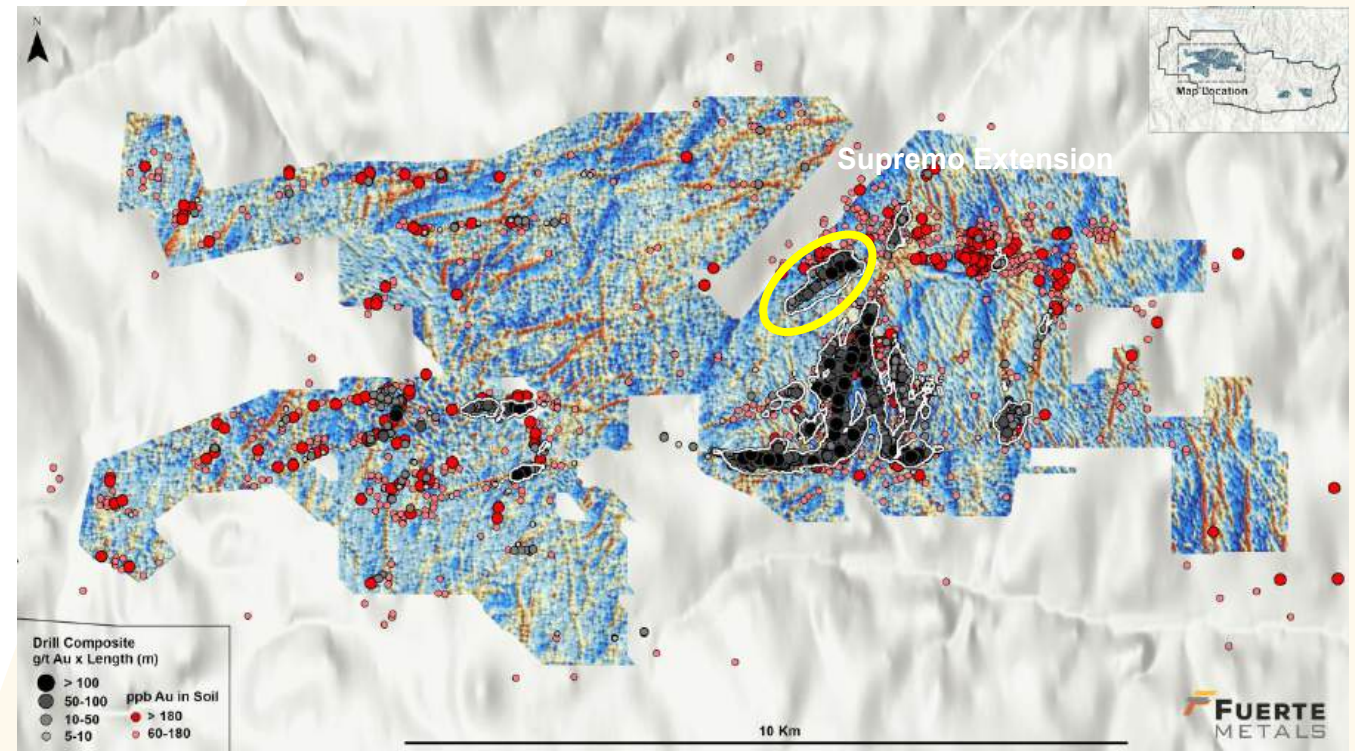 N
Map Location
Supremo Extension
Drill Composite
g/t Au x Length (m)
> 100
50-100
10-50
5-10
ppb Au in Soil
> 180
60-180
10 Km
FUERTE
METALS